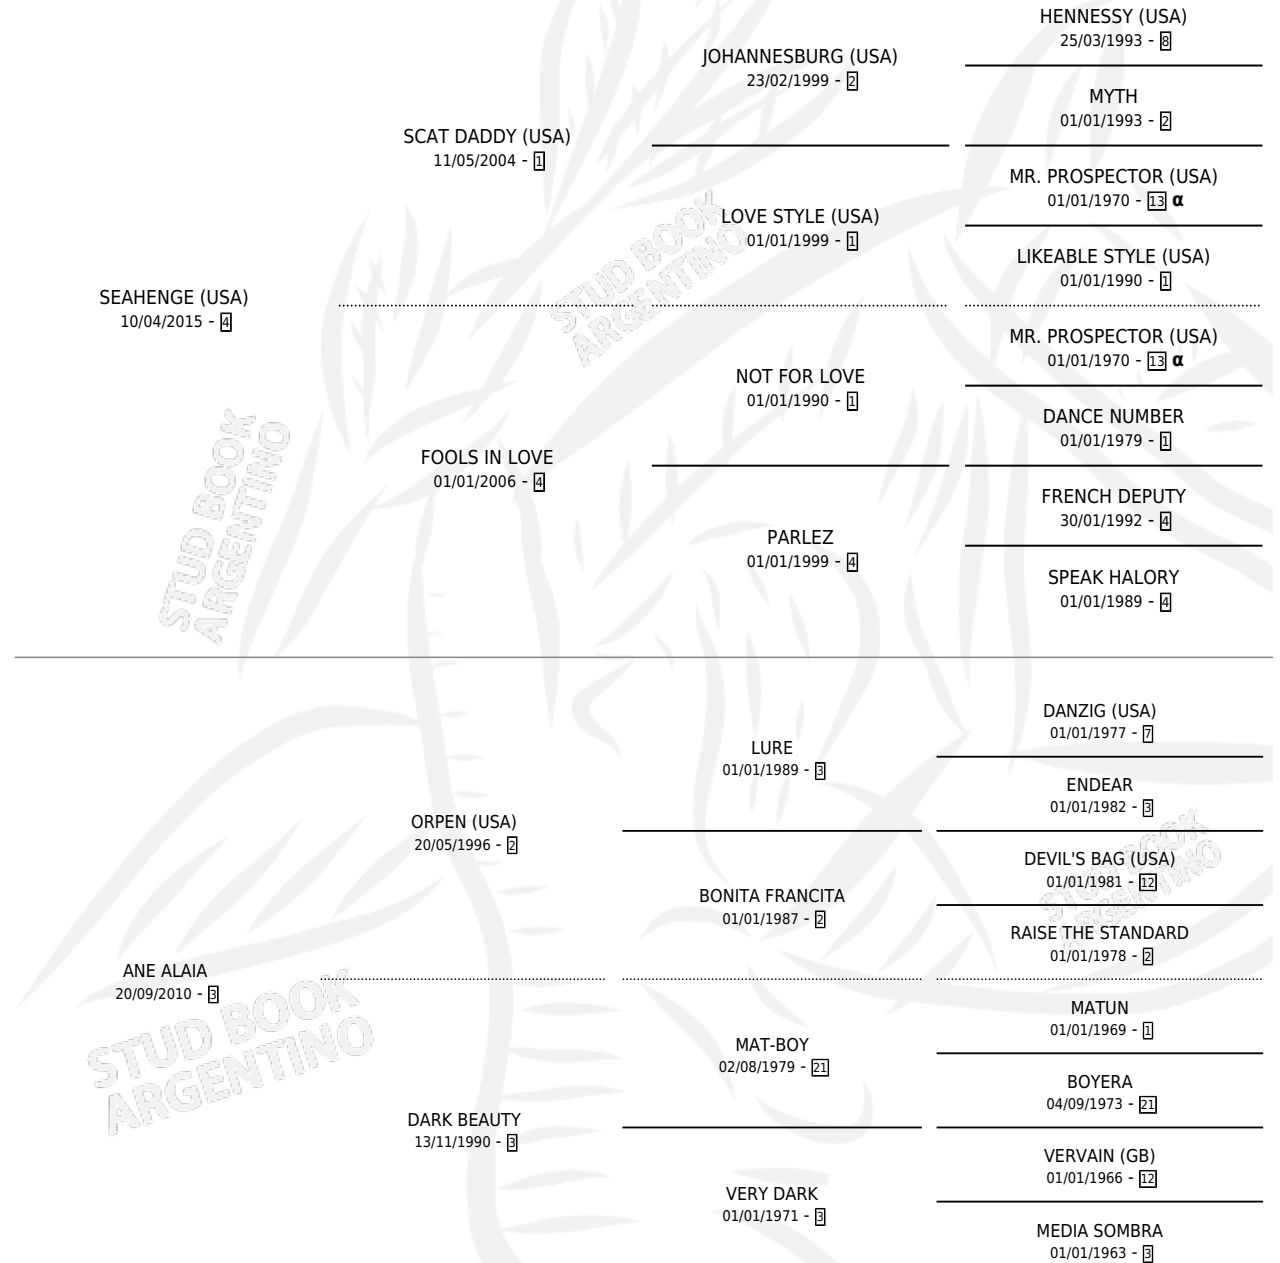 HENNESSY (USA)
25/03/1993 - 8
JOHANNESBURG (USA)
23/02/1999 - 2
MYTH
01/01/1993 - 2
SCAT DADDY (USA)
11/05/2004 - 1
MR. PROSPECTOR (USA)
01/01/1970 - 13 α
LOVE STYLE (USA)
01/01/1999 - 1
LIKEABLE STYLE (USA)
01/01/1990 - 1
SEAHENGE (USA)
10/04/2015 - 4
MR. PROSPECTOR (USA)
01/01/1970 - 13 α
NOT FOR LOVE
01/01/1990 - 1
DANCE NUMBER
01/01/1979 - 1
FOOLS IN LOVE
01/01/2006 - 4
FRENCH DEPUTY
30/01/1992 - 4
PARLEZ
01/01/1999 - 4
SPEAK HALORY
01/01/1989 - 4
DANZIG (USA)
01/01/1977 - 7
LURE
01/01/1989 - 3
ENDEAR
01/01/1982 - 3
ORPEN (USA)
20/05/1996 - 2
DEVIL'S BAG (USA)
01/01/1981 - 12
BONITA FRANCITA
01/01/1987 - 2
RAISE THE STANDARD
01/01/1978 - 2
ANE ALAIA
20/09/2010 - 3
MATUN
01/01/1969 - 1
MAT-BOY
02/08/1979 - 21
BOYERA
04/09/1973 - 21
DARK BEAUTY
13/11/1990 - 3
VERVAIN (GB)
01/01/1966 - 12
VERY DARK
01/01/1971 - 3
MEDIA SOMBRA
01/01/1963 - 3
STUD BOOK
ARGENTINO
STUD BOOK
ARGENTINO
STUD BOOK
ARGENTINO
STUD BOOK
ARGENTINO